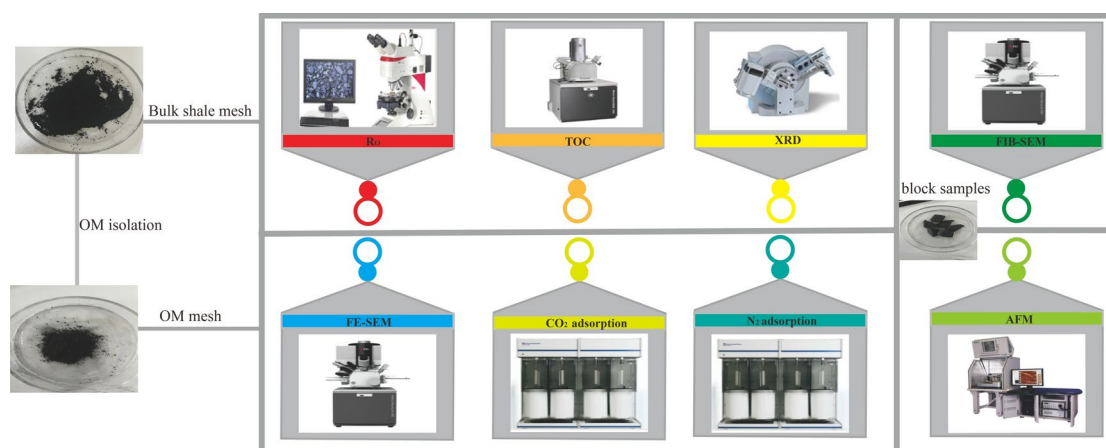 Bulk shale mesh
Ro
TOC
XRD
FIB-SEM
block samples
OM isolation
OM mesh
FE-SEM
CO₂ adsorption
N₂ adsorption
AFM